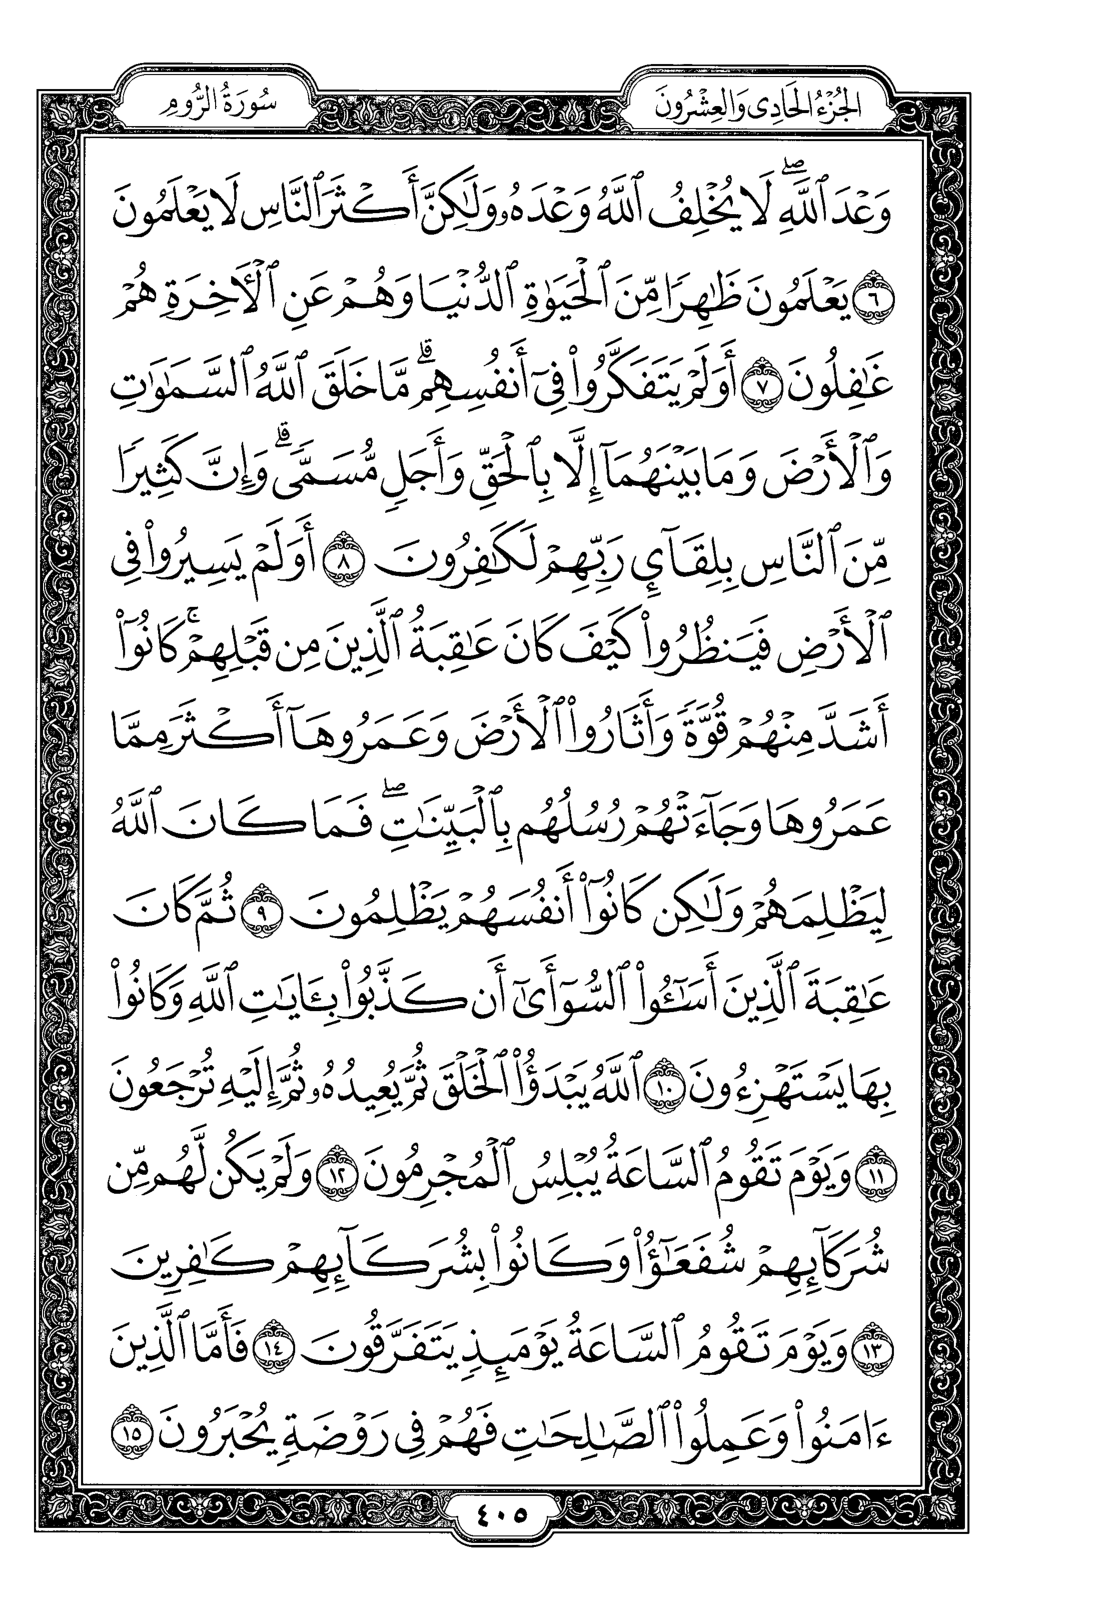 الجُزْءُ الحَادِى وَالعِشْرُونَ
سُورَةُ الرُّومِ
وَعْدَ ٱللَّهِۖ لَا يُخْلِفُ ٱللَّهُ وَعْدَهُۥ وَلَٰكِنَّ أَكْثَرَ ٱلنَّاسِ لَا يَعْلَمُونَ
٦ يَعْلَمُونَ ظَٰهِرًا مِّنَ ٱلْحَيَوٰةِ ٱلدُّنْيَا وَهُمْ عَنِ ٱلْأَخِرَةِ هُمْ
غَٰفِلُونَ ٧ أَوَلَمْ يَتَفَكَّرُوا۟ فِىٓ أَنفُسِهِمۗ مَّا خَلَقَ ٱللَّهُ ٱلسَّمَٰوَٰتِ
وَٱلْأَرْضَ وَمَا بَيْنَهُمَآ إِلَّا بِٱلْحَقِّ وَأَجَلٍ مُّسَمًّىۗ وَإِنَّ كَثِيرًا
مِّنَ ٱلنَّاسِ بِلِقَآئِ رَبِّهِمْ لَكَٰفِرُونَ ٨ أَوَلَمْ يَسِيرُوا۟ فِى
ٱلْأَرْضِ فَيَنظُرُوا۟ كَيْفَ كَانَ عَٰقِبَةُ ٱلَّذِينَ مِن قَبْلِهِمْۚ كَانُوٓا۟
أَشَدَّ مِنْهُمْ قُوَّةً وَأَثَارُوا۟ ٱلْأَرْضَ وَعَمَرُوهَآ أَكْثَرَ مِمَّا
عَمَرُوهَا وَجَآءَتْهُمْ رُسُلُهُم بِٱلْبَيِّنَٰتِۖ فَمَا كَانَ ٱللَّهُ
لِيَظْلِمَهُمْ وَلَٰكِن كَانُوٓا۟ أَنفُسَهُمْ يَظْلِمُونَ ٩ ثُمَّ كَانَ
عَٰقِبَةَ ٱلَّذِينَ أَسَٰٓـُٔوا۟ ٱلسُّوٓأَىٰٓ أَن كَذَّبُوا۟ بِـَٔايَٰتِ ٱللَّهِ وَكَانُوا۟
بِهَا يَسْتَهْزِءُونَ ١٠ ٱللَّهُ يَبْدَؤُا۟ ٱلْخَلْقَ ثُمَّ يُعِيدُهُۥ ثُمَّ إِلَيْهِ تُرْجَعُونَ
١١ وَيَوْمَ تَقُومُ ٱلسَّاعَةُ يُبْلِسُ ٱلْمُجْرِمُونَ ١٢ وَلَمْ يَكُن لَّهُم مِّن
شُرَكَآئِهِمْ شُفَعَٰٓؤُا۟ وَكَانُوا۟ بِشُرَكَآئِهِمْ كَٰفِرِينَ
١٣ وَيَوْمَ تَقُومُ ٱلسَّاعَةُ يَوْمَئِذٍ يَتَفَرَّقُونَ ١٤ فَأَمَّا ٱلَّذِينَ
ءَامَنُوا۟ وَعَمِلُوا۟ ٱلصَّٰلِحَٰتِ فَهُمْ فِى رَوْضَةٍ يُحْبَرُونَ ١٥
٤٠٥